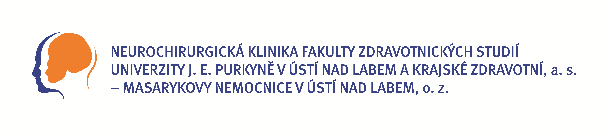 NEUROCHIRURGICKÁ KLINIKA FAKULTY ZDRAVOTNICKÝCH STUDIÍ
UNIVERZITY J. E. PURKYNĚ V ÚSTÍ NAD LABEM A KRAJSKÉ ZDRAVOTNÍ, a. s.
– MASARYKOVY NEMOCNICE V ÚSTÍ NAD LABEM, o. z.